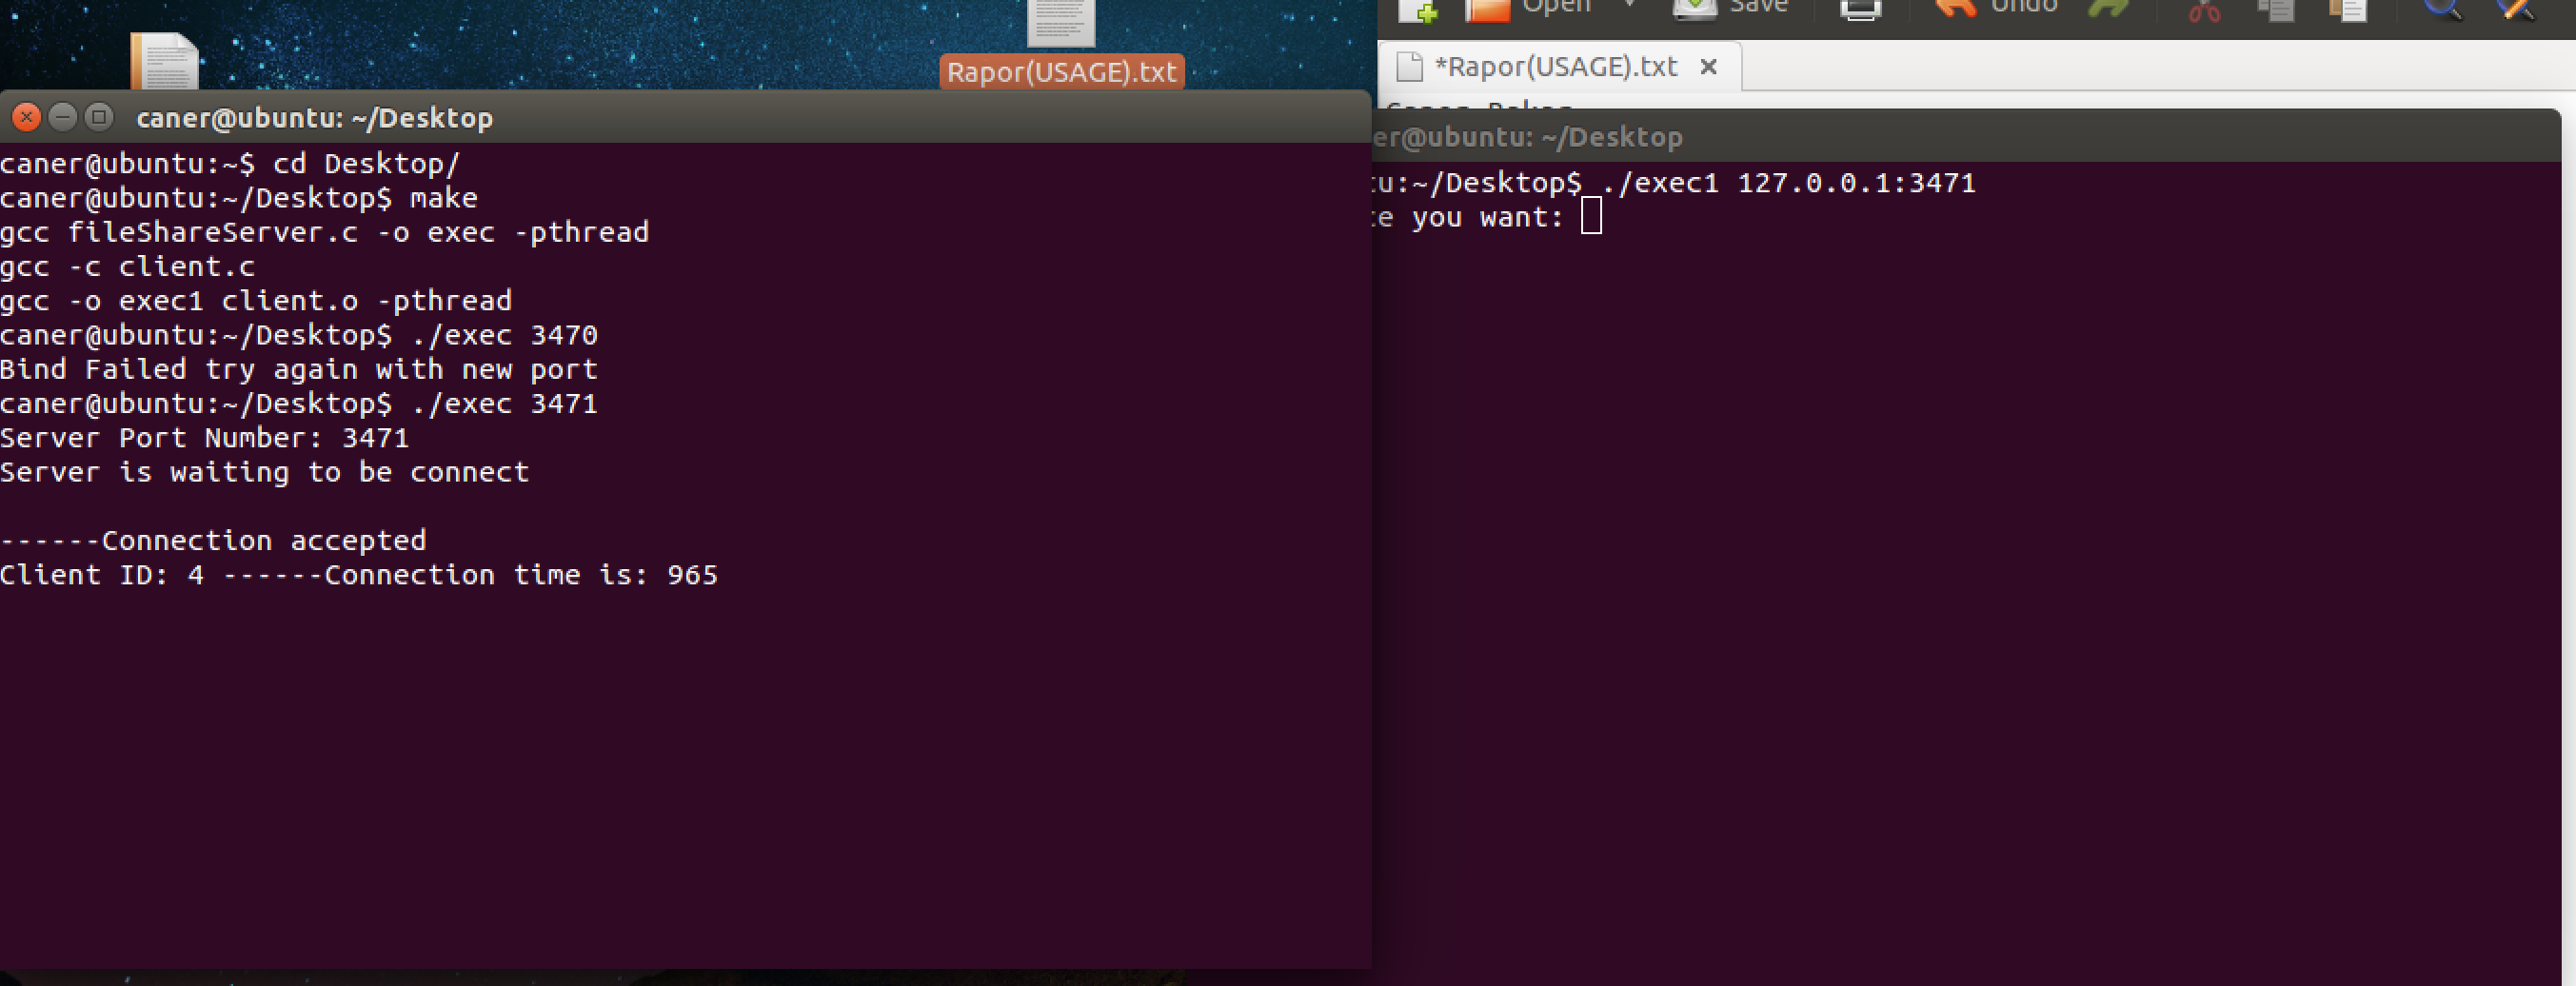 Open
Save
Undo
Rapor(USAGE).txt
*Rapor(USAGE).txt
caner@ubuntu: ~/Desktop
caner@ubuntu:~$ cd Desktop/
caner@ubuntu:~/Desktop$ make
gcc fileShareServer.c -o exec -pthread
gcc -c client.c
gcc -o exec1 client.o -pthread
caner@ubuntu:~/Desktop$ ./exec 3470
Bind Failed try again with new port
caner@ubuntu:~/Desktop$ ./exec 3471
Server Port Number: 3471
Server is waiting to be connect
------Connection accepted
Client ID: 4 ------Connection time is: 965
er@ubuntu: ~/Desktop
tu:~/Desktop$ ./exec1 127.0.0.1:3471
te you want: